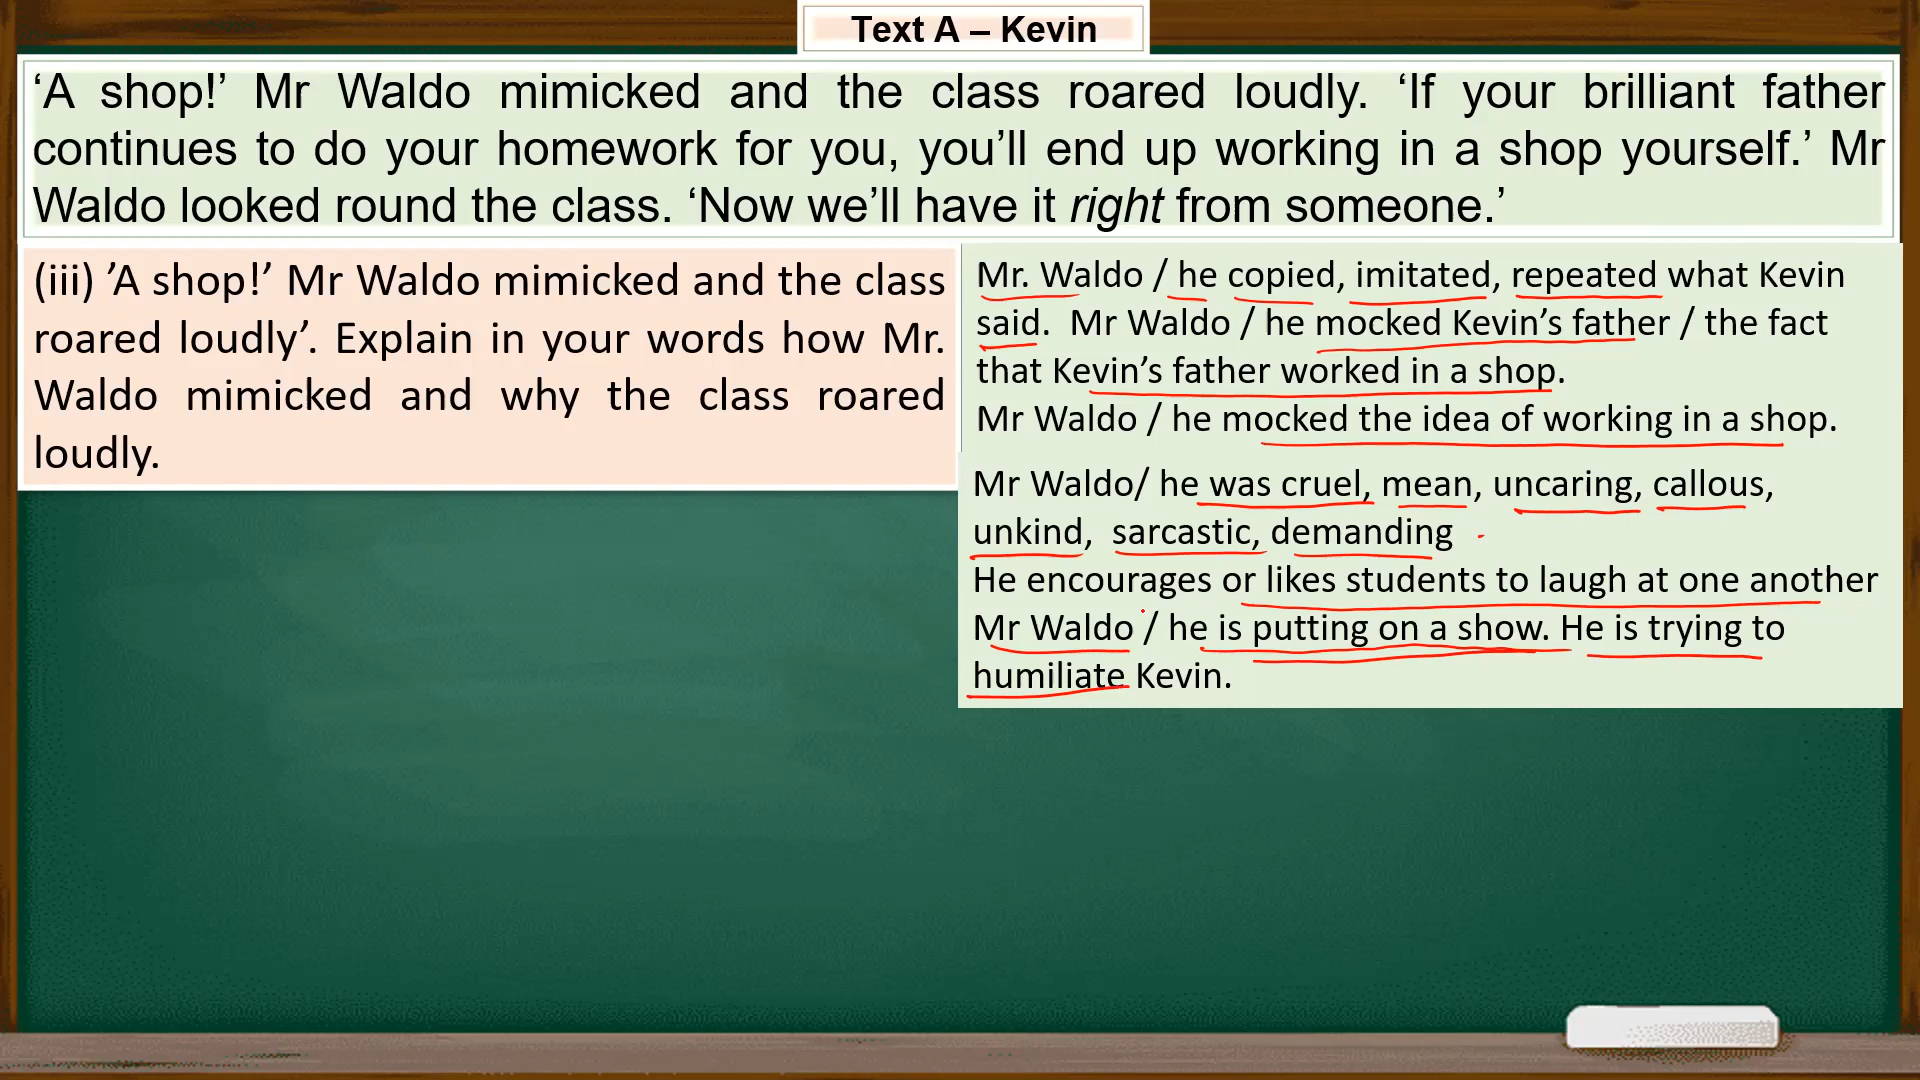 Text A – Kevin
‘A shop!’ Mr Waldo mimicked and the class roared loudly. ‘If your brilliant father
continues to do your homework for you, you’ll end up working in a shop yourself.’ Mr
Waldo looked round the class. ‘Now we’ll have it right from someone.’
(iii) ’A shop!’ Mr Waldo mimicked and the class
roared loudly’. Explain in your words how Mr.
Waldo mimicked and why the class roared
loudly.
Mr. Waldo / he copied, imitated, repeated what Kevin
said. Mr Waldo / he mocked Kevin’s father / the fact
that Kevin’s father worked in a shop.
Mr Waldo / he mocked the idea of working in a shop.
Mr Waldo/ he was cruel, mean, uncaring, callous,
unkind, sarcastic, demanding
He encourages or likes students to laugh at one another
Mr Waldo / he is putting on a show. He is trying to
humiliate Kevin.